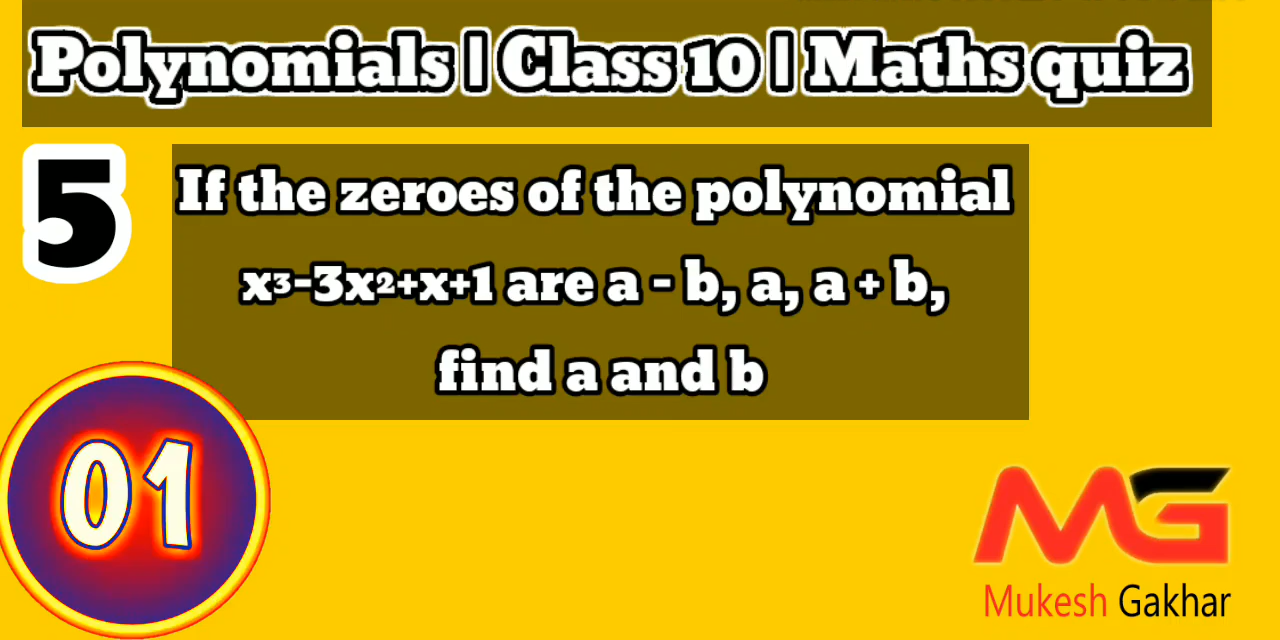 Polynomials | Class 10 | Maths quiz
5
If the zeroes of the polynomial
x³-3x²+x+1 are a - b, a, a + b,
find a and b
01
MG
Mukesh Gakhar